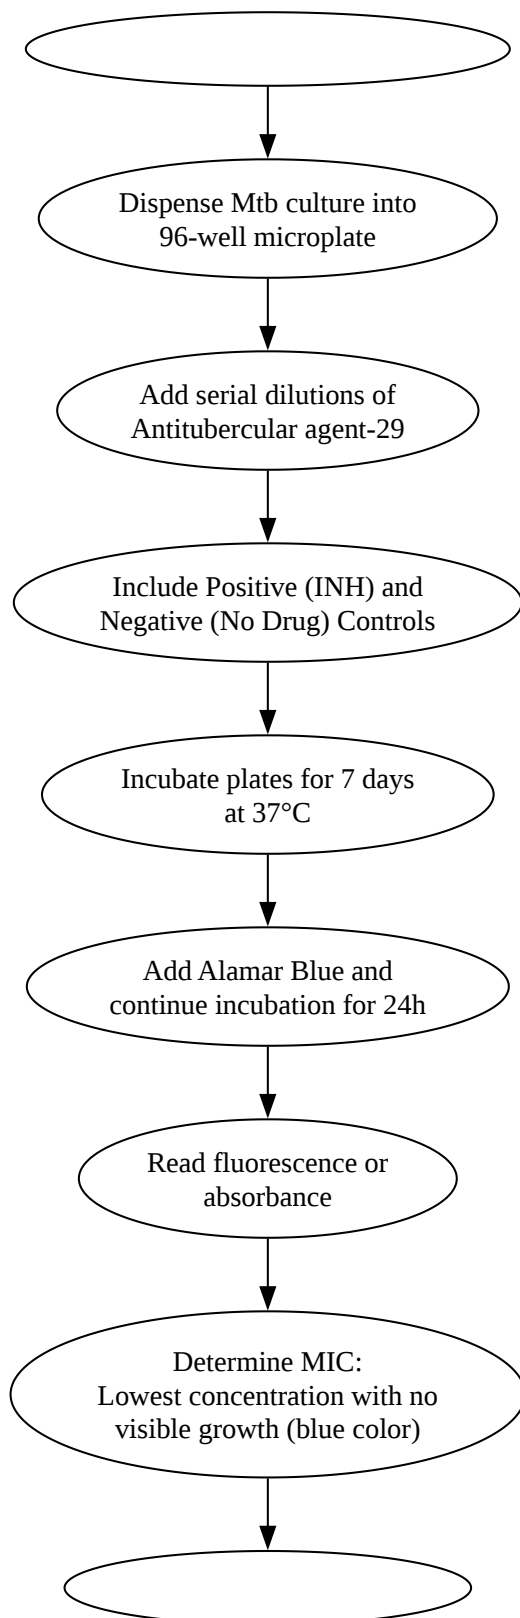 Dispense Mtb culture into
96-well microplate
Add serial dilutions of
Antitubercular agent-29
Include Positive (INH) and
Negative (No Drug) Controls
Incubate plates for 7 days
at 37°C
Add Alamar Blue and
continue incubation for 24h
Read fluorescence or
absorbance
Determine MIC:
Lowest concentration with no
visible growth (blue color)